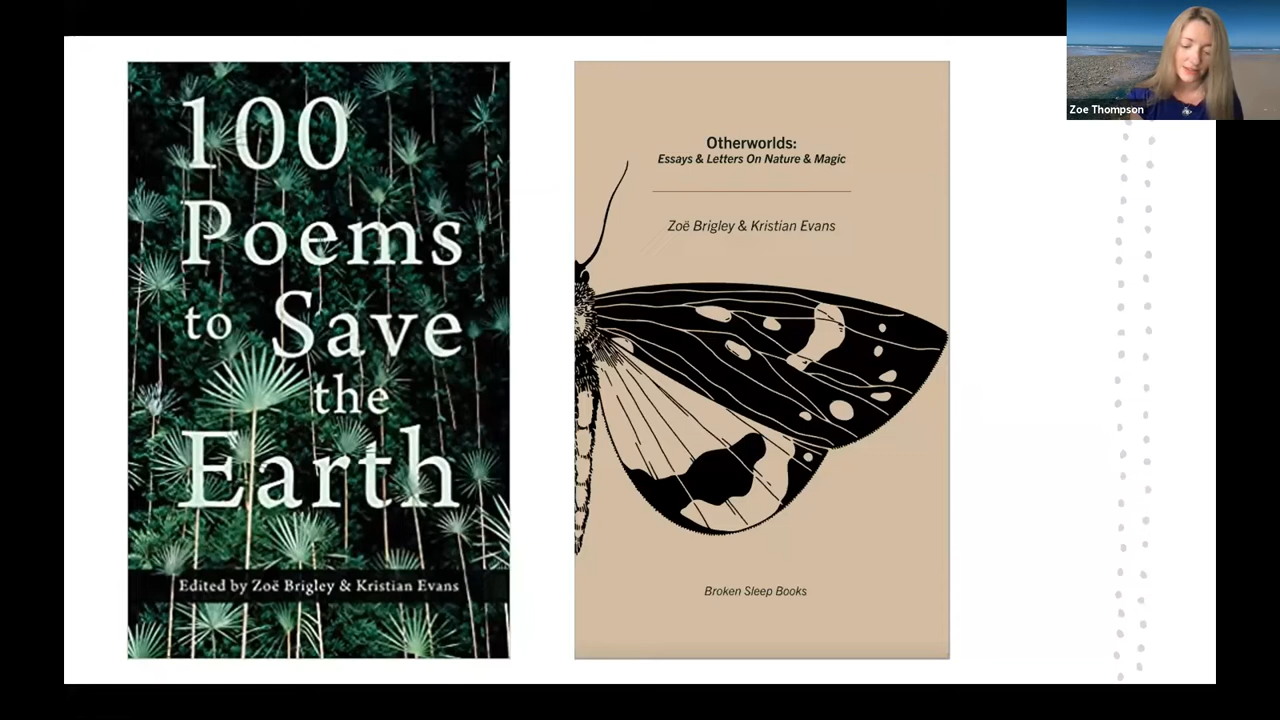 100
Poems
to Save
the
Earth
Edited by Zoë Brigley & Kristian Evans
Otherworlds:
Essays & Letters On Nature & Magic
Zoë Brigley & Kristian Evans
Broken Sleep Books
Zoe Thompson